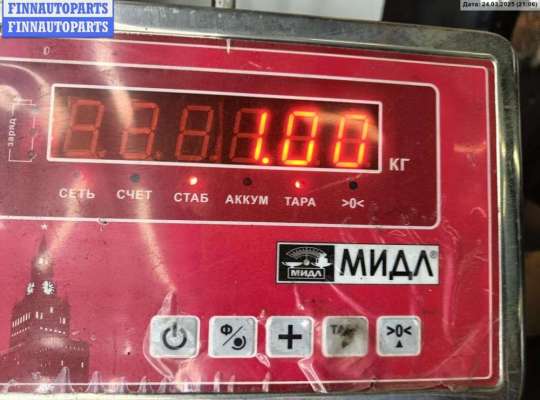 FINNAUTOPARTS
FINNAUTOPARTS
Дата: 24.03.2025 (21:06)
заряд
1.00
КГ
СЕТЬ СЧЕТ СТАБ АККУМ ТАРА >0<
МИДЛ МИДЛ®
Ф/ + >0<